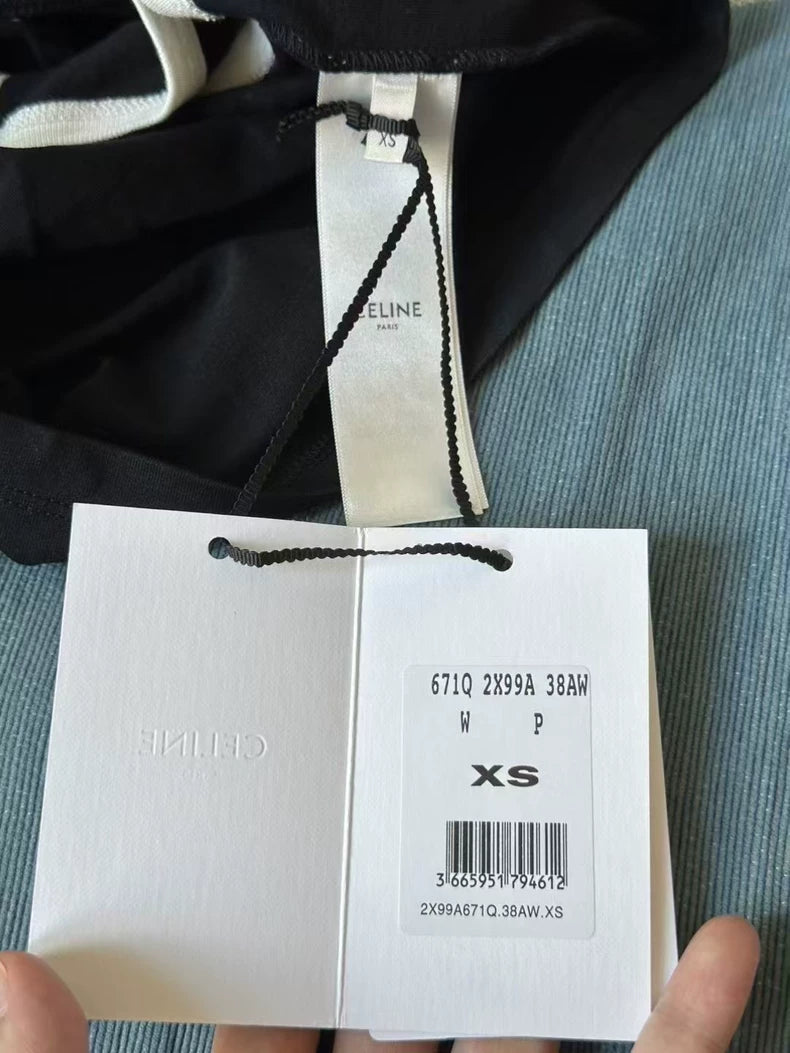 XS
CELINE
PARIS
CELINE
671Q 2X99A 38AW
W P
XS
3 665951 794612
2X99A671Q.38AW.XS